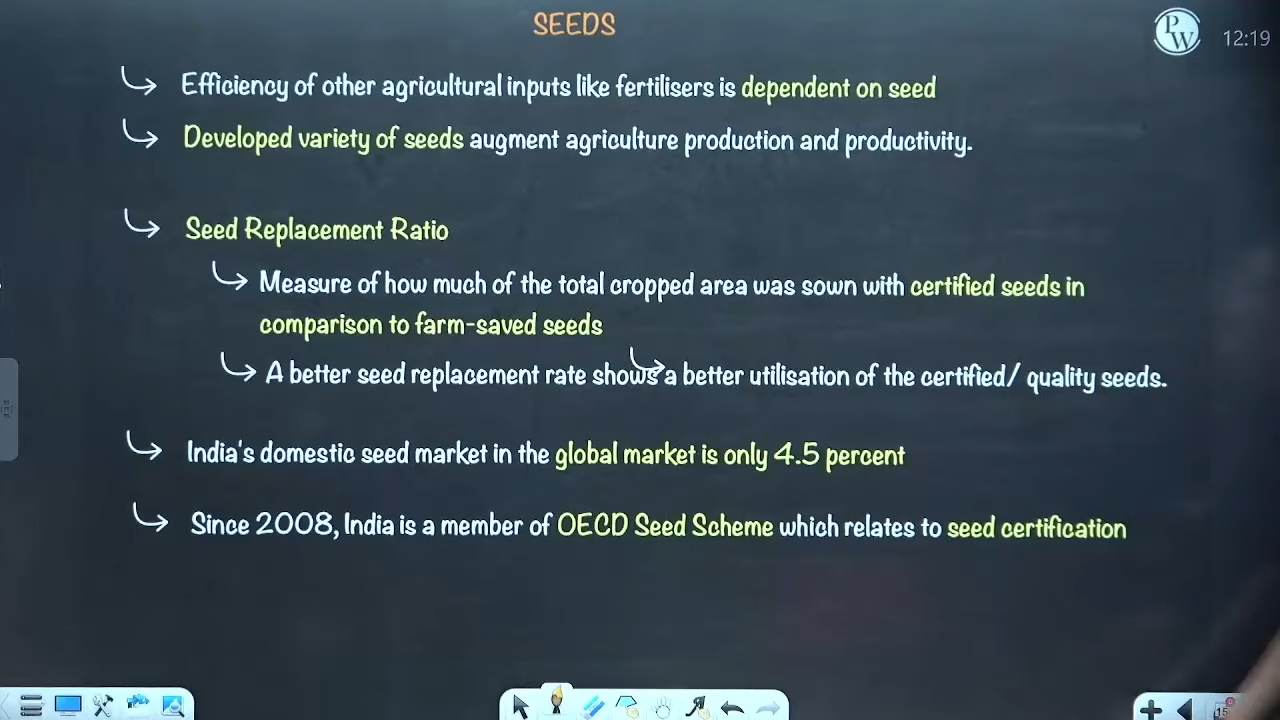 SEEDS
PW
12:19
Efficiency of other agricultural inputs like fertilisers is dependent on seed
Developed variety of seeds augment agriculture production and productivity.
Seed Replacement Ratio
Measure of how much of the total cropped area was sown with certified seeds in
comparison to farm-saved seeds
A better seed replacement rate shows a better utilisation of the certified/ quality seeds.
India's domestic seed market in the global market is only 4.5 percent
Since 2008, India is a member of OECD Seed Scheme which relates to seed certification